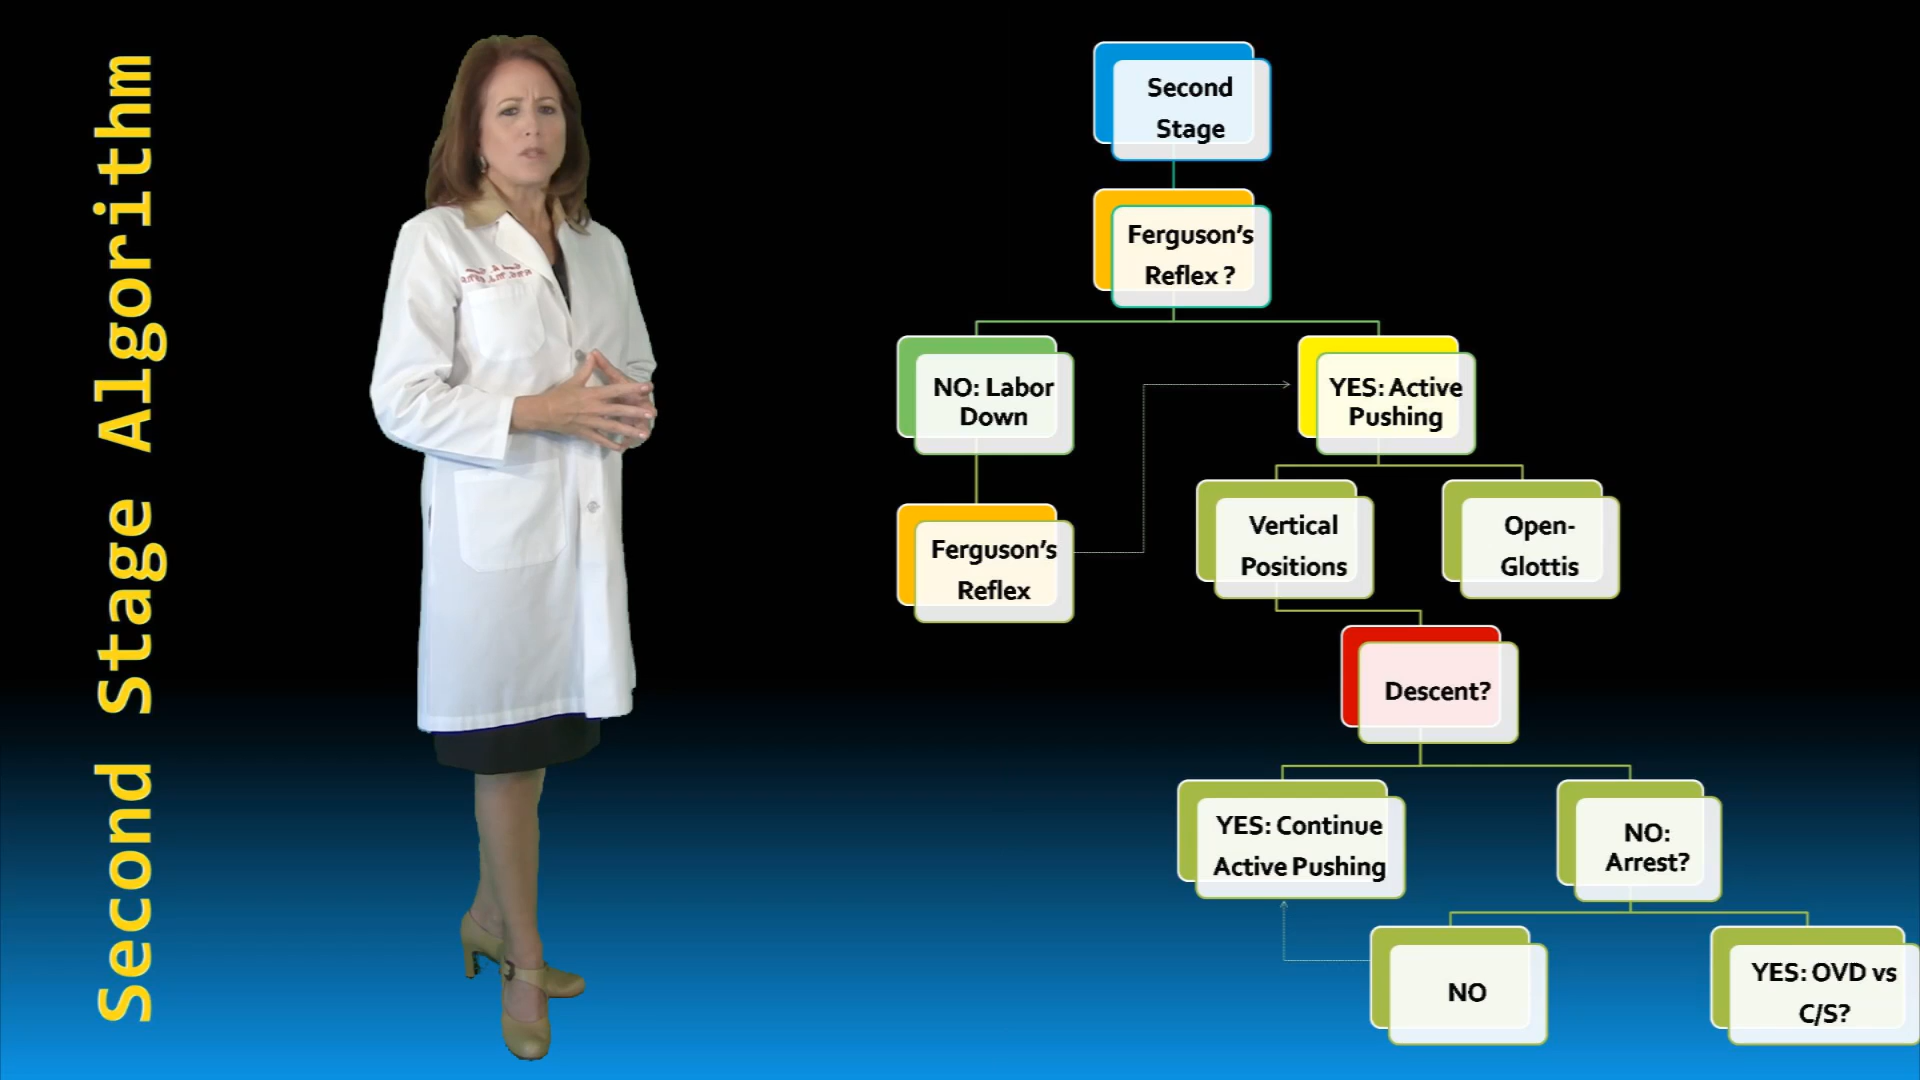 Second Stage Algorithm
Second
Stage
Ferguson's
Reflex ?
NO: Labor
Down
YES: Active
Pushing
Ferguson's
Reflex
Vertical
Positions
Open-
Glottis
Descent?
YES: Continue
Active Pushing
NO:
Arrest?
NO
YES: OVD vs
C/S?